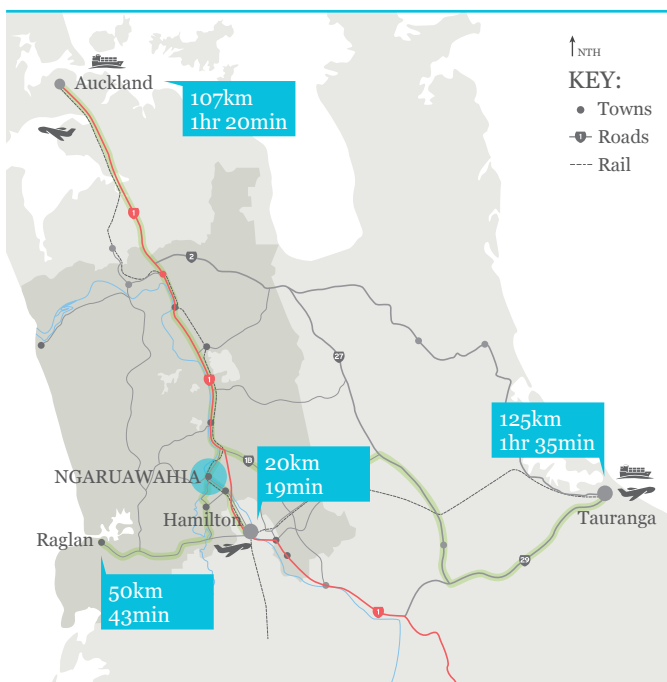 NTH
KEY:
Towns
1 Roads
Rail
Auckland
107km
1hr 20min
1
2
27
1
125km
1hr 35min
18
NGARUAWAHIA
20km
19min
Hamilton
Tauranga
Raglan
29
50km
43min
1